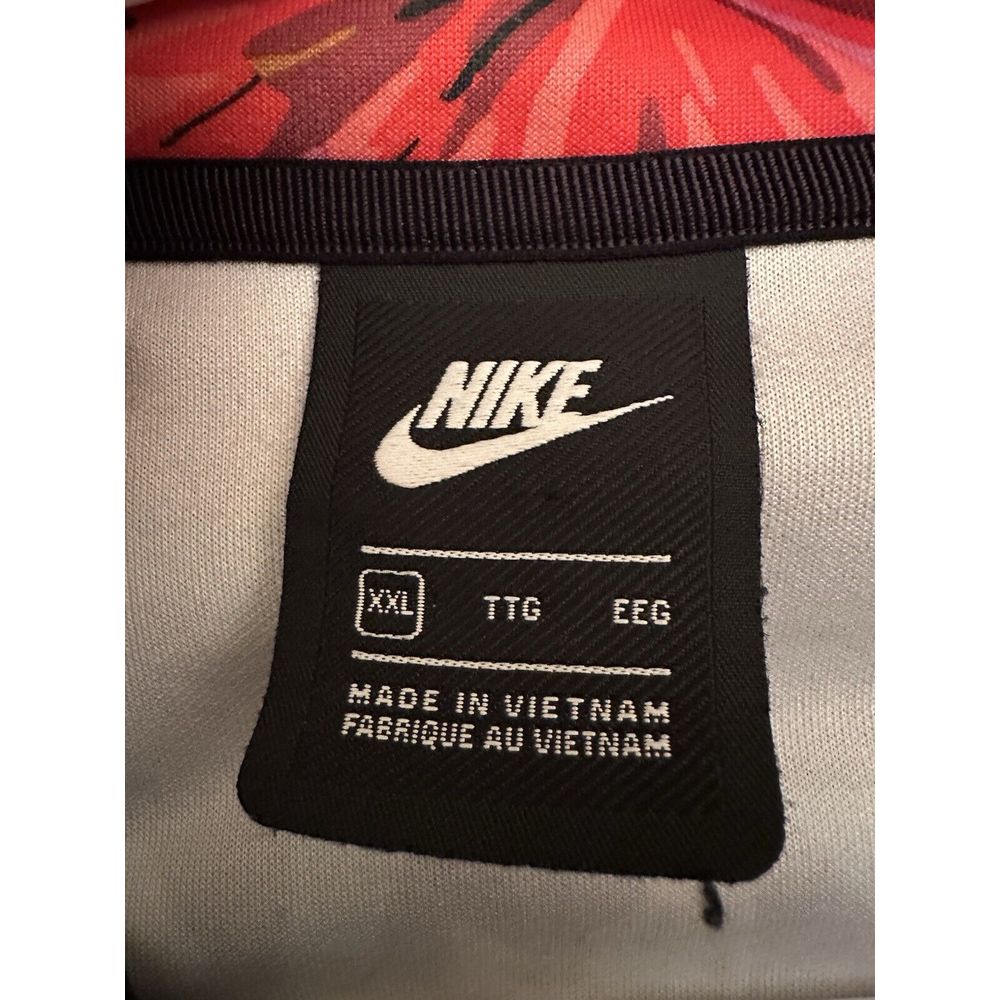 NIKE
XXL TTG EEG
MADE IN VIETNAM
FABRIQUE AU VIETNAM